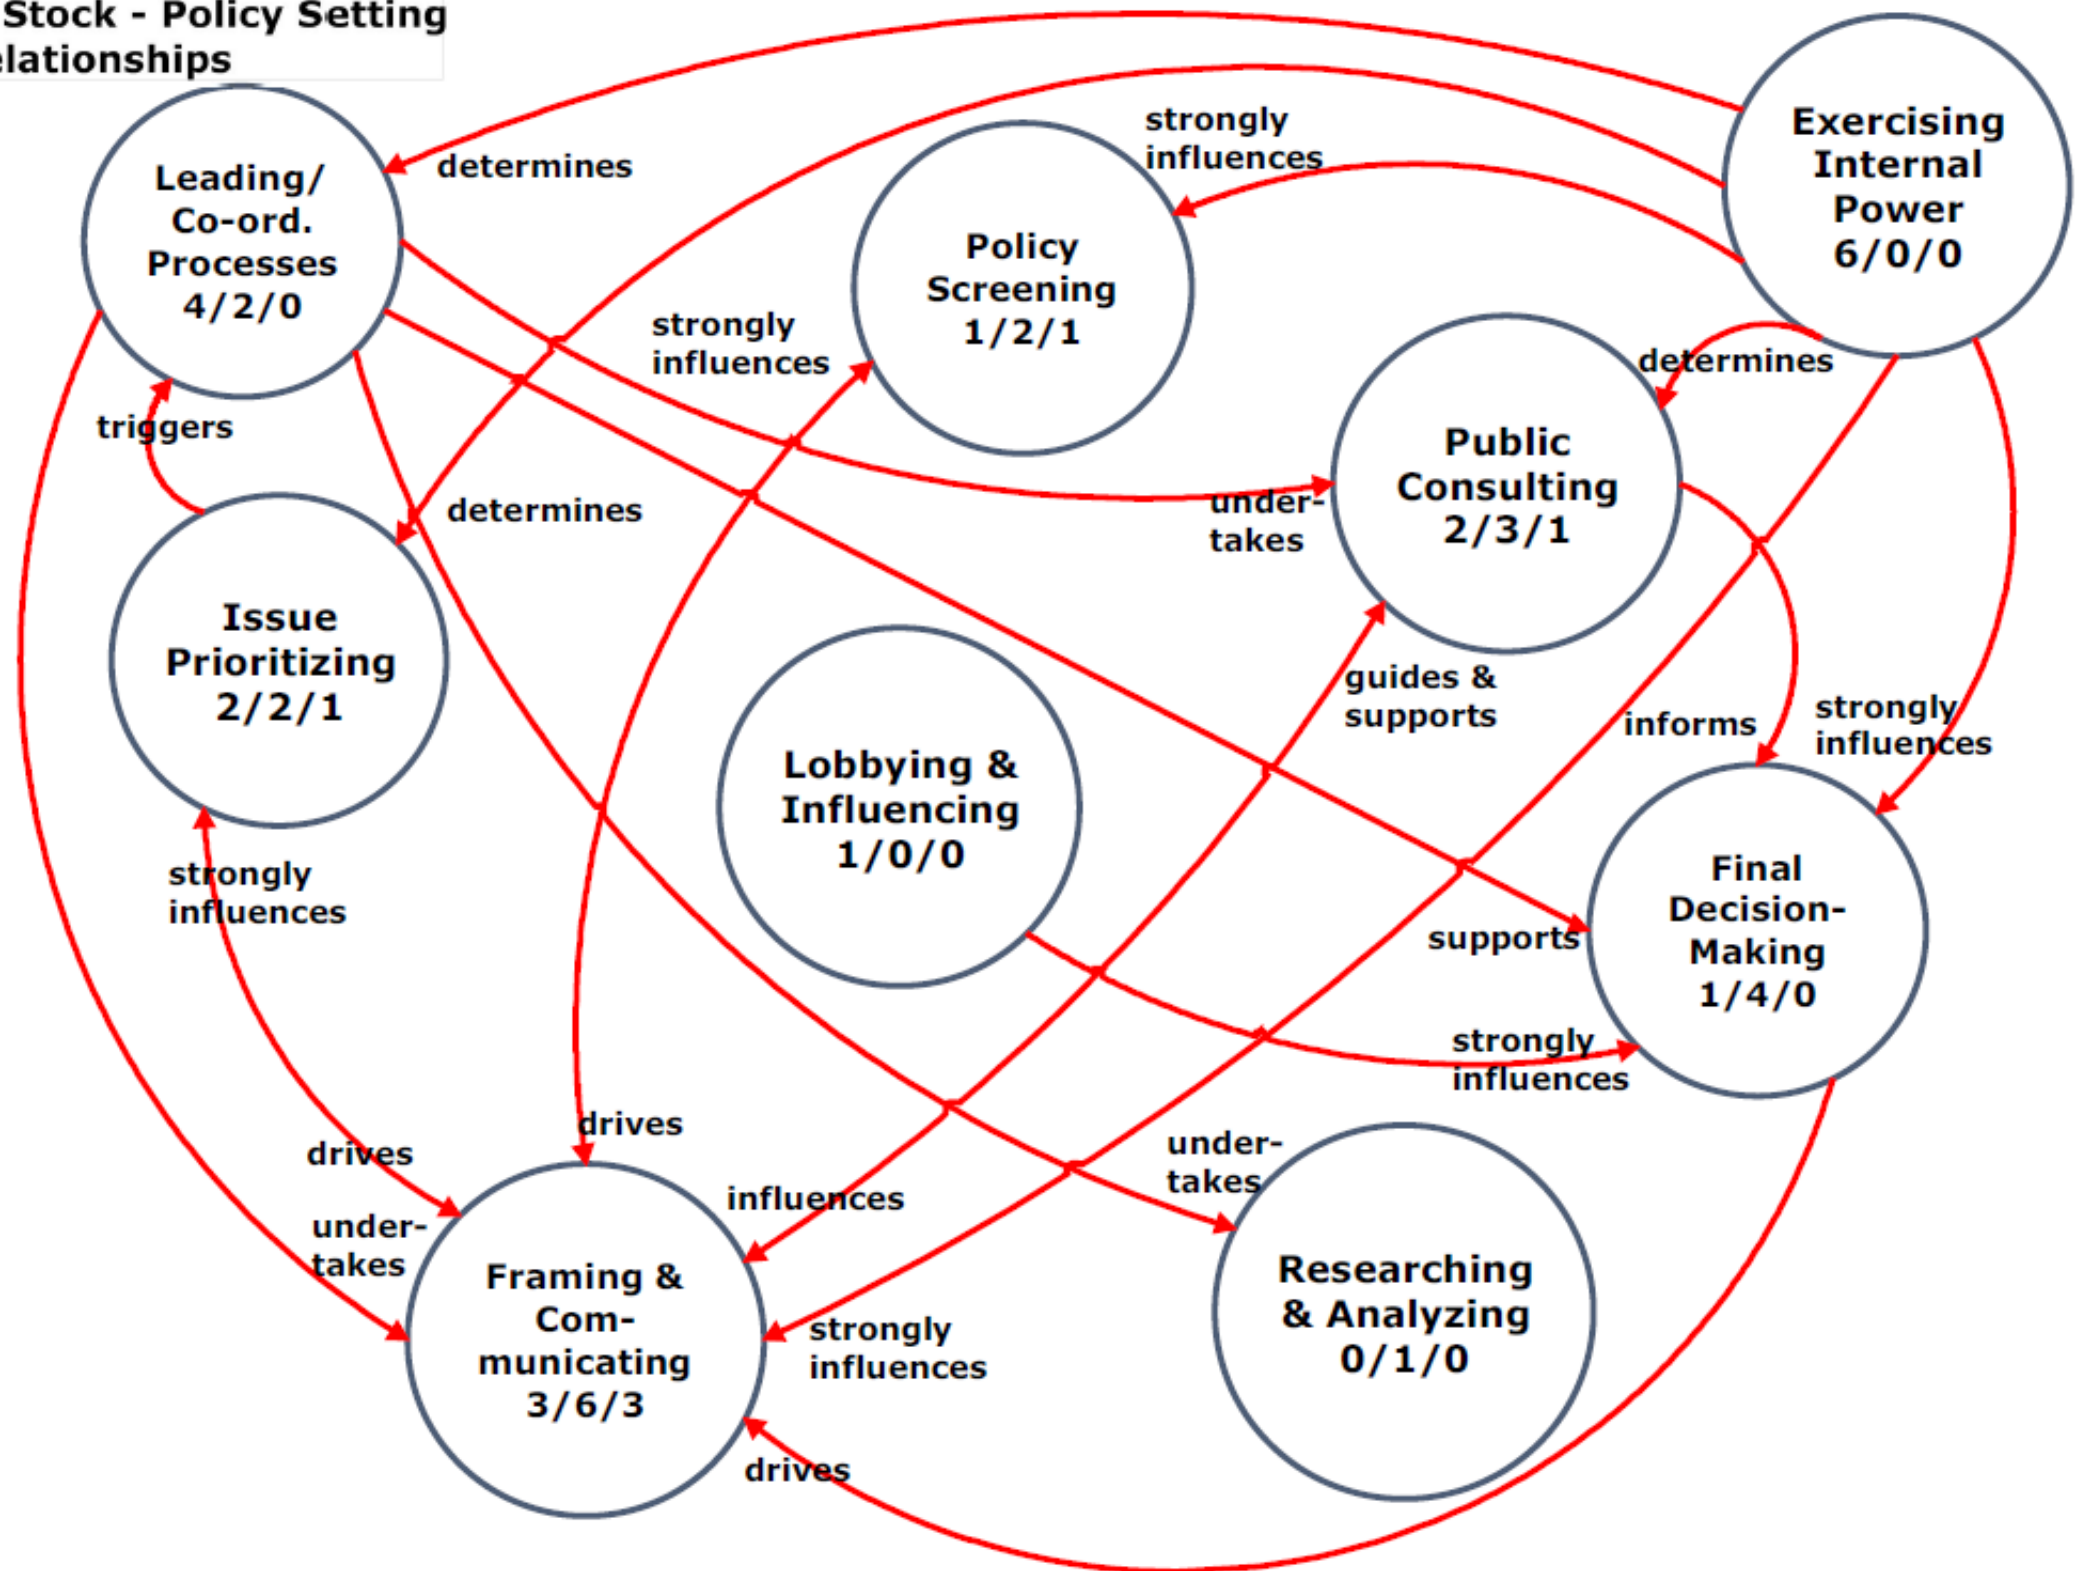 Stock - Policy Setting
elationships
determines
strongly
influences
Exercising
Internal
Power
6/0/0
Leading/
Co-ord.
Processes
4/2/0
Policy
Screening
1/2/1
strongly
influences
determines
triggers
determines
under-
takes
Public
Consulting
2/3/1
Issue
Prioritizing
2/2/1
guides &
supports
informs
strongly
influences
Lobbying &
Influencing
1/0/0
strongly
influences
Final
Decision-
Making
1/4/0
supports
strongly
influences
drives
drives
under-
takes
influences
under-
takes
Framing &
Com-
municating
3/6/3
strongly
influences
Researching
& Analyzing
0/1/0
drives